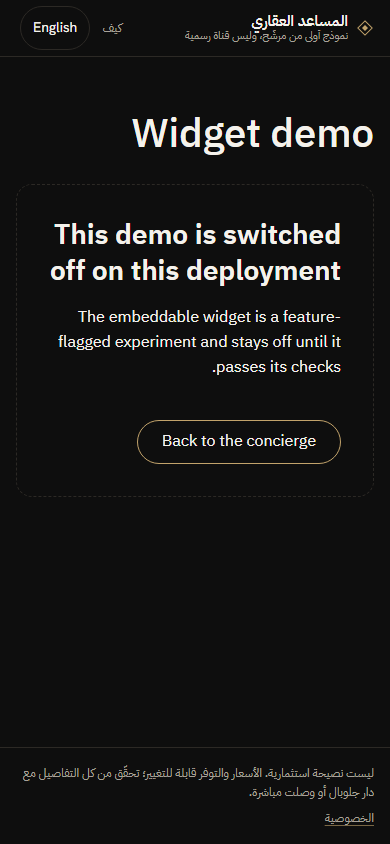 المساعد العقاري
نموذج أولي من مرشّح، وليس قناة رسمية
كيف
English
Widget demo
This demo is switched
off on this deployment
The embeddable widget is a feature-
flagged experiment and stays off until it
.passes its checks
Back to the concierge
ليست نصيحة استثمارية. الأسعار والتوفر قابلة للتغيير؛ تحقّق من كل التفاصيل مع
دار جلوبال أو وصلت مباشرة.
الخصوصية